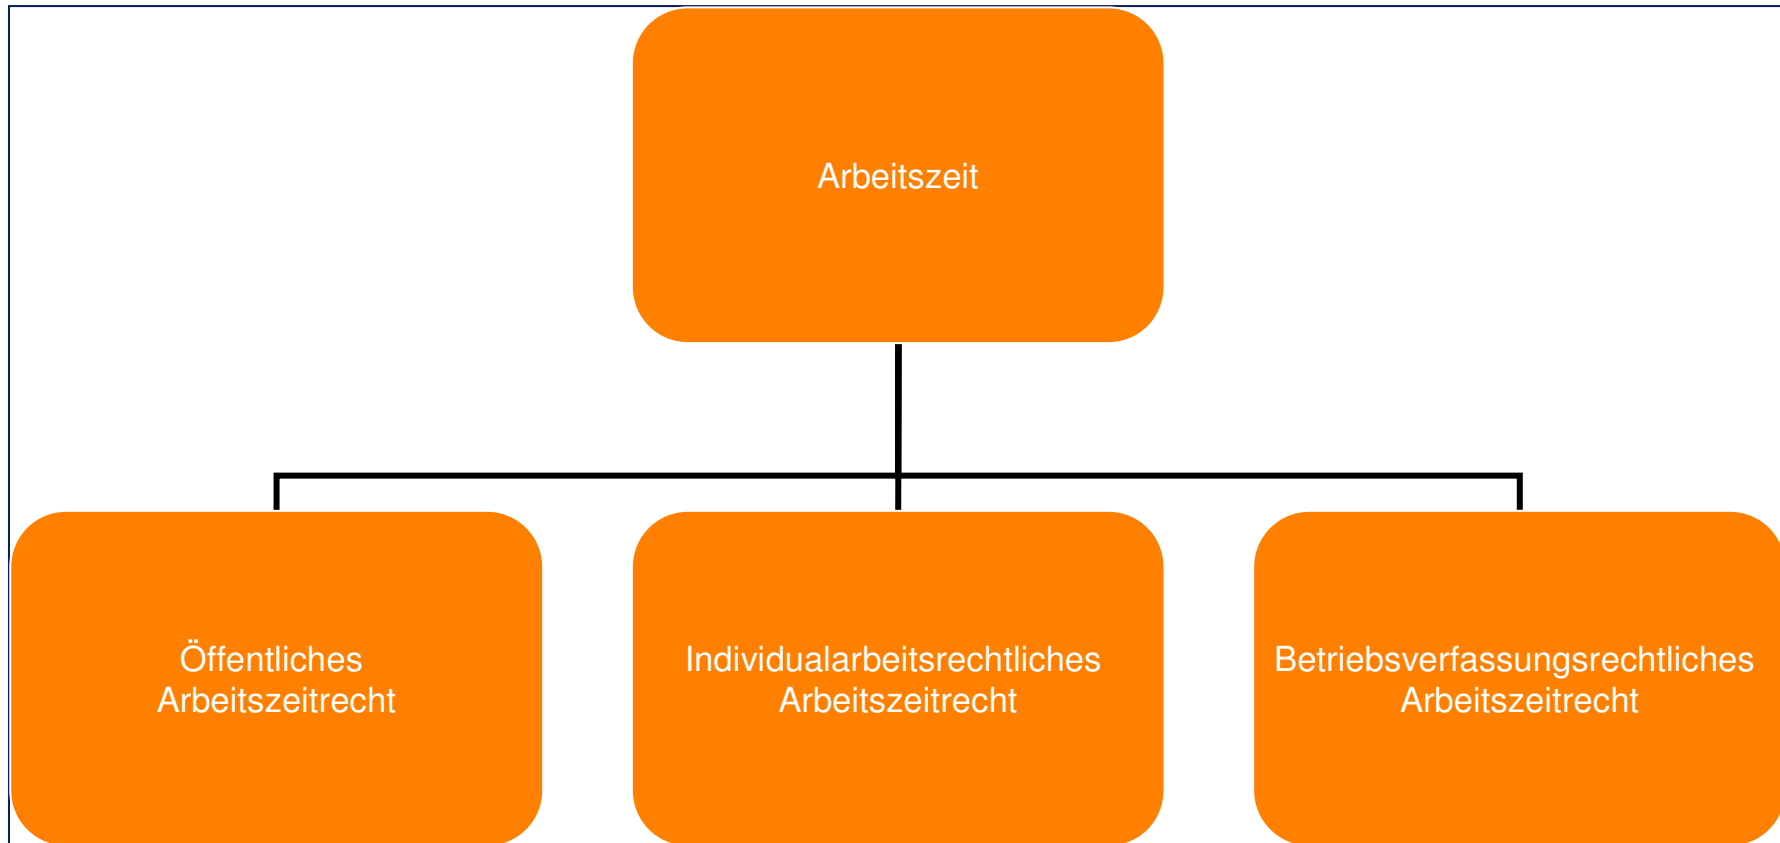 Arbeitszeit
Öffentliches
Arbeitszeitrecht
Individualarbeitsrechtliches
Arbeitszeitrecht
Betriebsverfassungsrechtliches
Arbeitszeitrecht